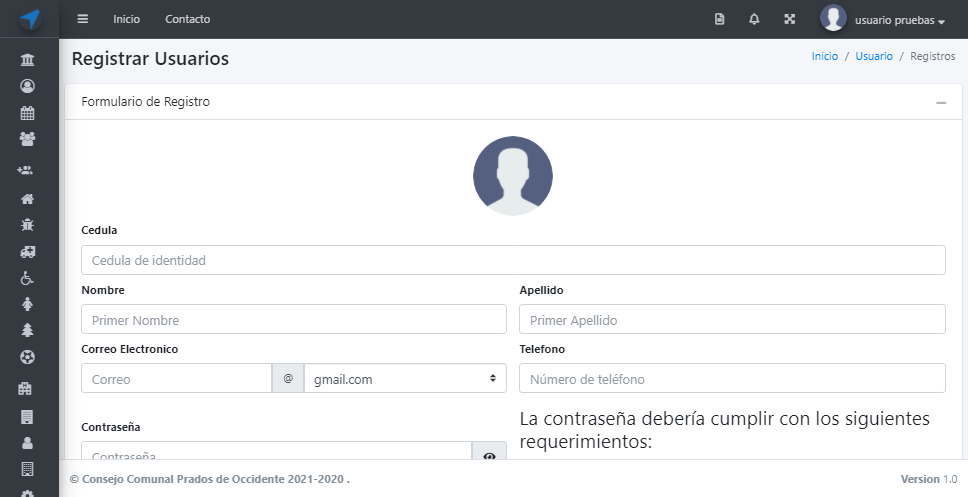 Inicio Contacto usuario pruebas
Registrar Usuarios Inicio / Usuario / Registros
Formulario de Registro
Cedula
Cedula de identidad
Nombre Apellido
Primer Nombre Primer Apellido
Correo Electronico Telefono
Correo @ gmail.com Número de teléfono
La contraseña debería cumplir con los siguientes
requerimientos:
Contraseña
Contraseña
© Consejo Comunal Prados de Occidente 2021-2020 . Version 1.0